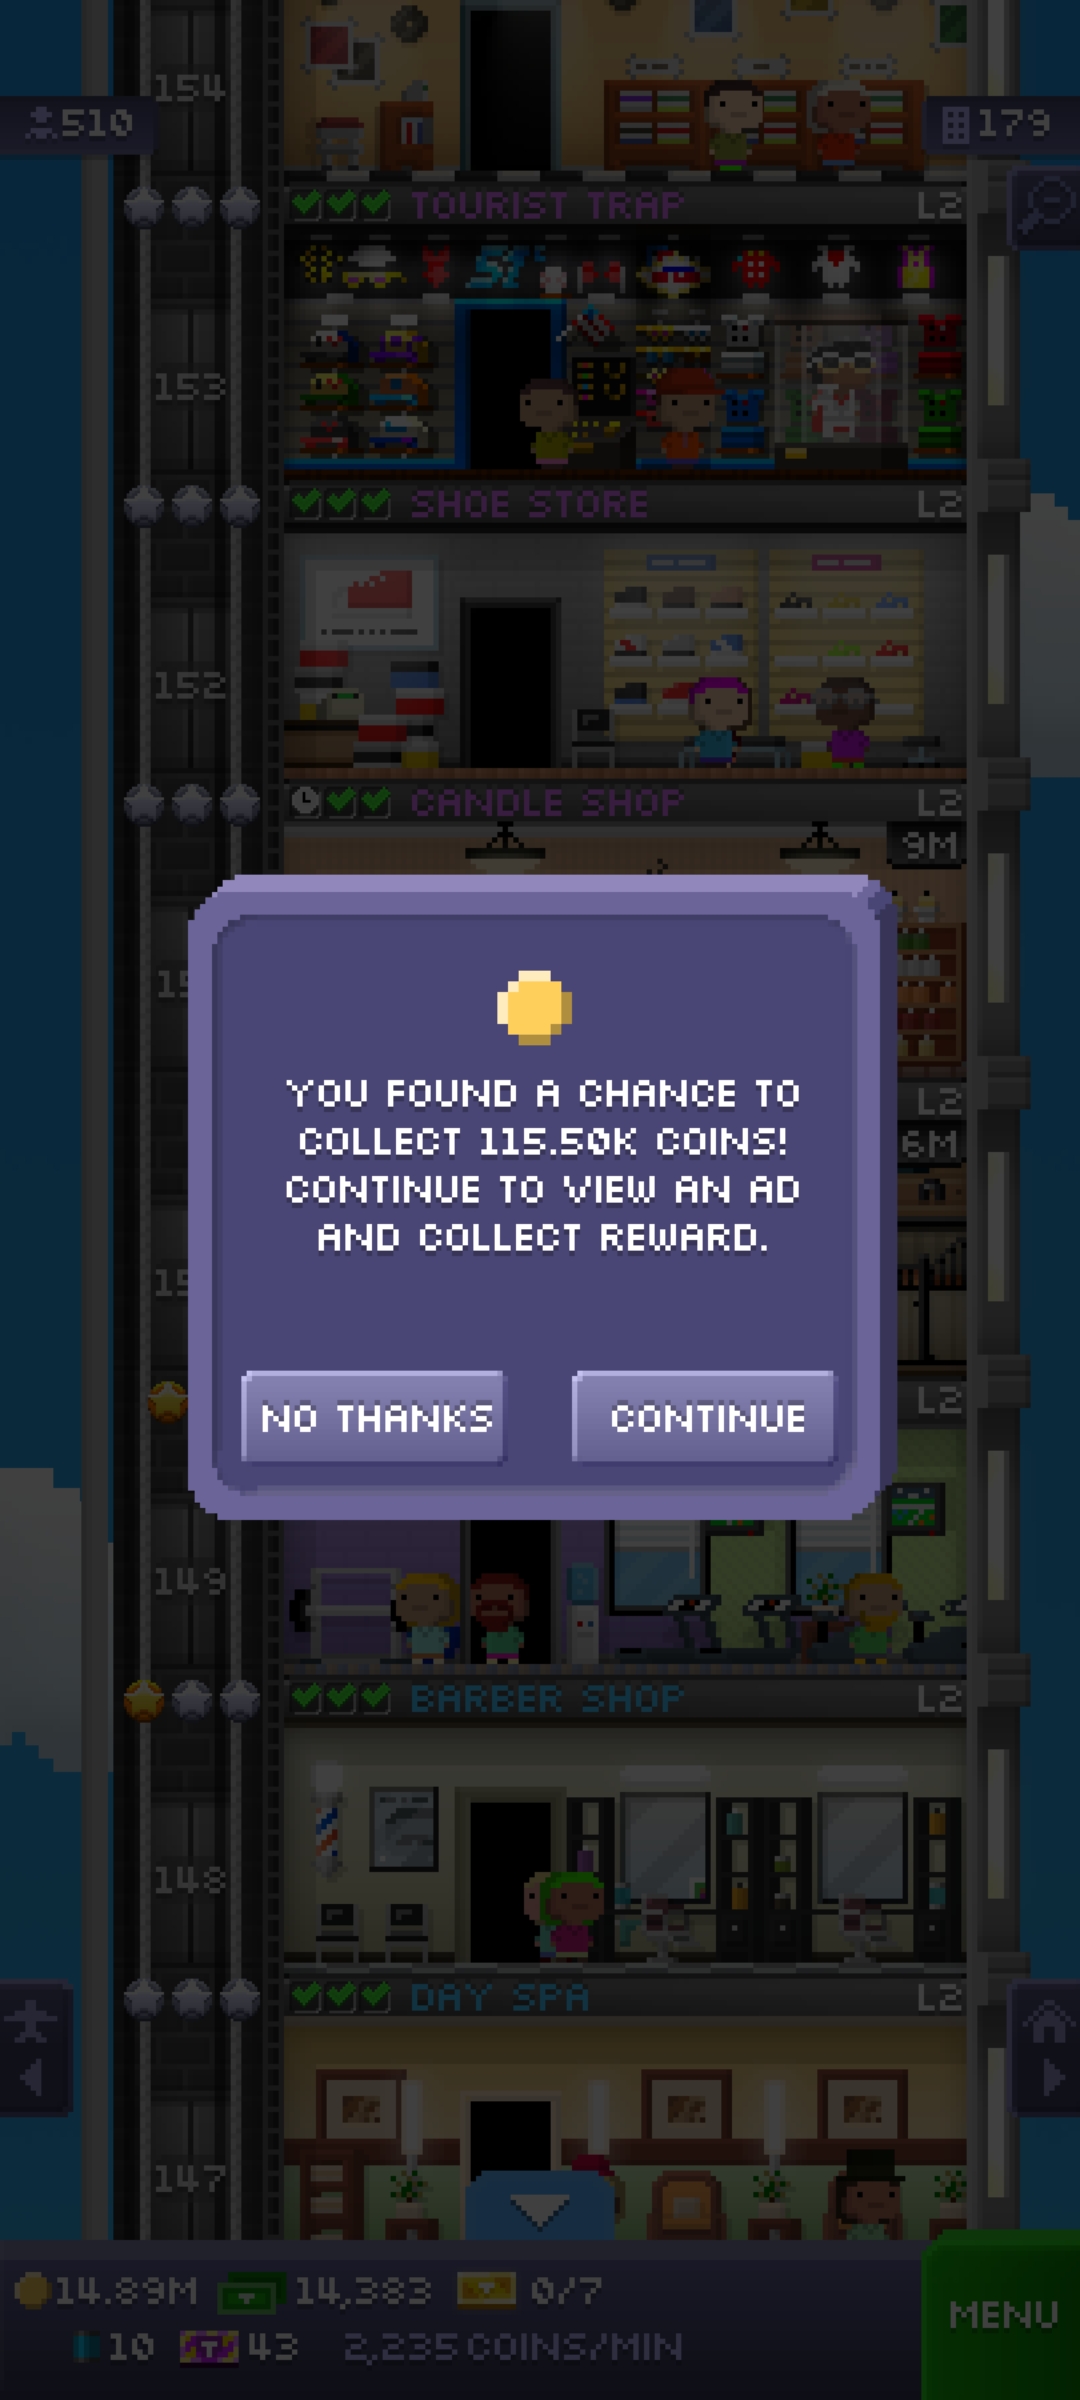 154
510
179
TOURIST TRAP L2
153
SHOE STORE L2
152
CANDLE SHOP L2
9M
15
YOU FOUND A CHANCE TO
COLLECT 115.50K COINS!
CONTINUE TO VIEW AN AD
AND COLLECT REWARD.
L2
6M
15
NO THANKS
CONTINUE
L2
149
BARBER SHOP L2
148
DAY SPA L2
147
14.89M 14,383 0/7
10 T 43 2,235 COINS/MIN
MENU